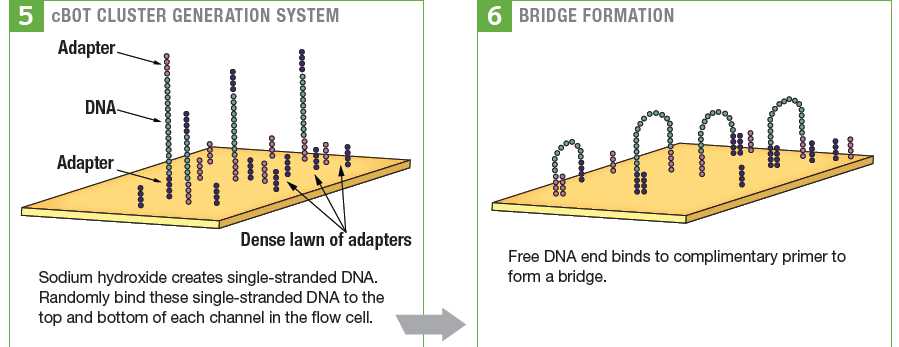 5 cBOT CLUSTER GENERATION SYSTEM
Adapter
DNA
Adapter
Dense lawn of adapters
Sodium hydroxide creates single-stranded DNA.
Randomly bind these single-stranded DNA to the
top and bottom of each channel in the flow cell.
6 BRIDGE FORMATION
Free DNA end binds to complimentary primer to
form a bridge.